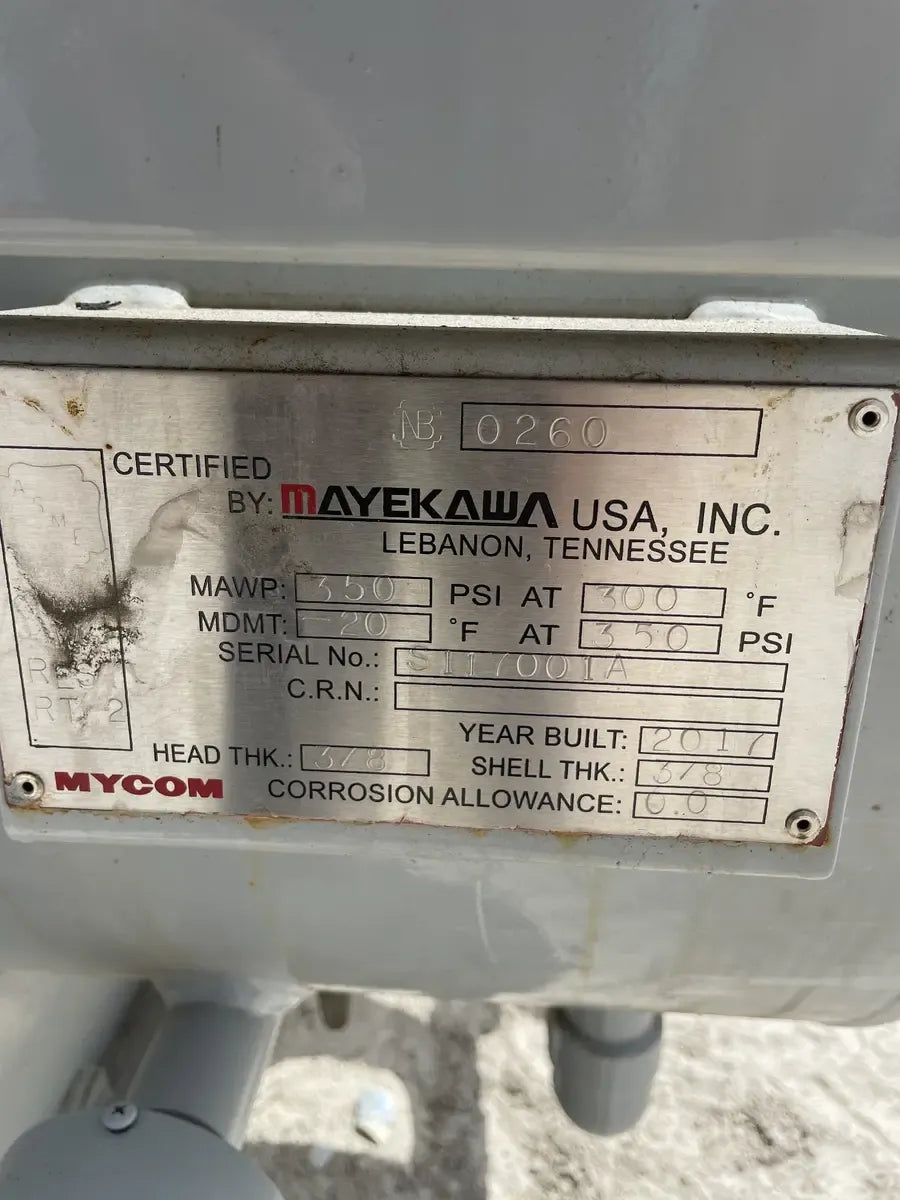 NB 0260
CERTIFIED
BY: MAYEKAWA USA, INC.
LEBANON, TENNESSEE
MAWP: 350 PSI AT 300 °F
MDMT: -20 °F AT 350 PSI
SERIAL No.: S117001A
C.R.N.:
RT 2
YEAR BUILT: 2017
HEAD THK.: 3/8 SHELL THK.: 3/8
MYCOM CORROSION ALLOWANCE: 0.0